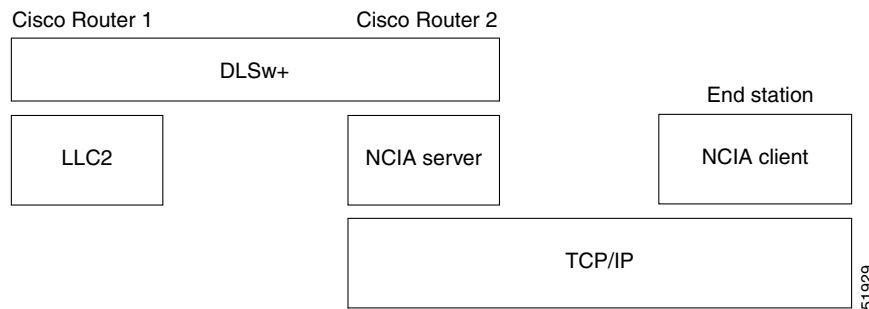 Cisco Router 1
Cisco Router 2
DLSw+
End station
LLC2
NCIA server
NCIA client
TCP/IP
51929